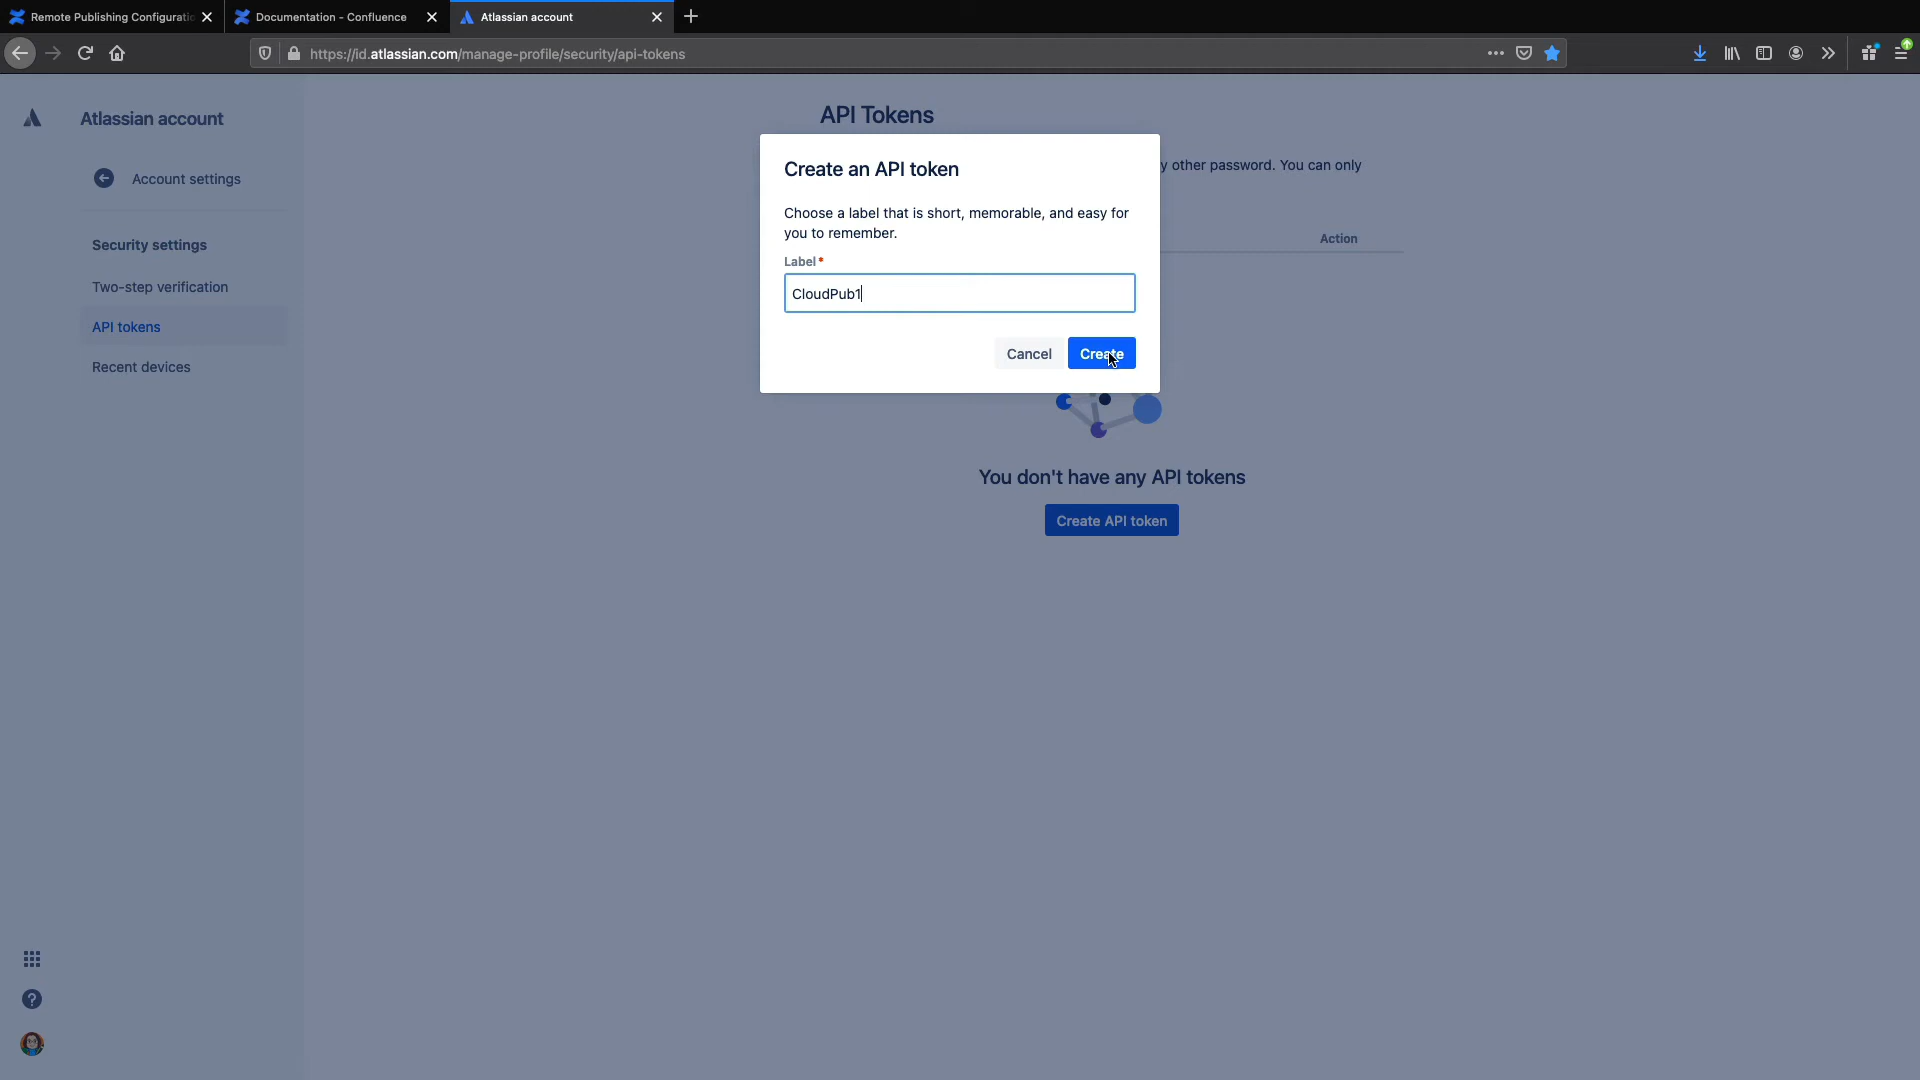 Remote Publishing Configurati
Documentation - Confluence
Atlassian account
https://id.atlassian.com/manage-profile/security/api-tokens
Atlassian account
Account settings
Security settings
Two-step verification
API tokens
Recent devices
API Tokens
y other password. You can only
Action
Create an API token
Choose a label that is short, memorable, and easy for
you to remember.
Label*
CloudPub1
Cancel
Create
You don't have any API tokens
Create API token